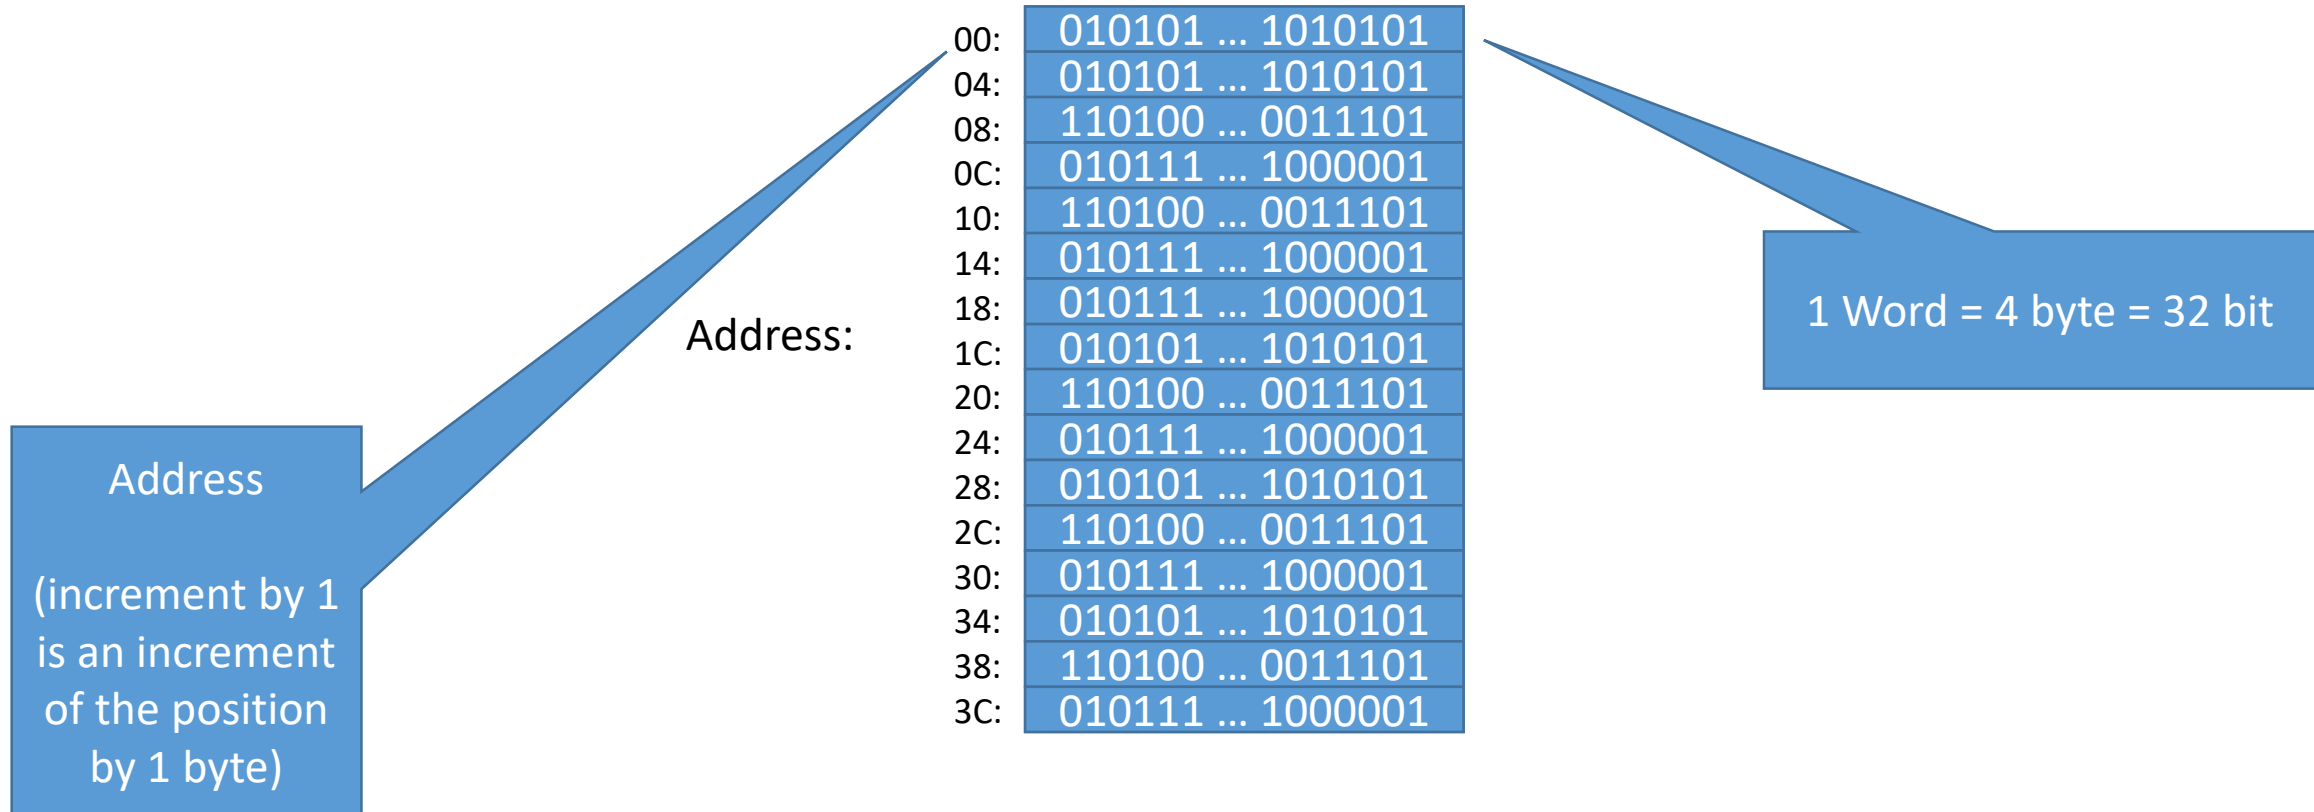 00: 010101 ... 1010101
04: 010101 ... 1010101
08: 110100 ... 0011101
0C: 010111 ... 1000001
10: 110100 ... 0011101
14: 010111 ... 1000001
18: 010111 ... 1000001
1C: 010101 ... 1010101
20: 110100 ... 0011101
24: 010111 ... 1000001
28: 010101 ... 1010101
2C: 110100 ... 0011101
30: 010111 ... 1000001
34: 010101 ... 1010101
38: 110100 ... 0011101
3C: 010111 ... 1000001
Address:
1 Word = 4 byte = 32 bit
Address
(increment by 1
is an increment
of the position
by 1 byte)